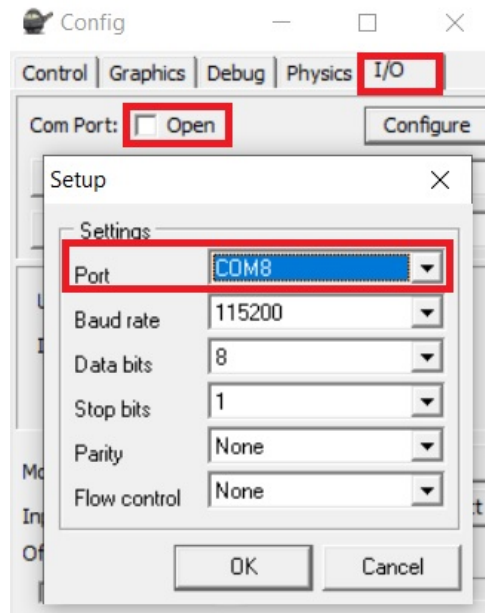 Config
Control Graphics Debug Physics I/O
Com Port: Open Configure
Setup
Settings
Port COM8
Baud rate 115200
Data bits 8
Stop bits 1
Parity None
Flow control None
OK Cancel